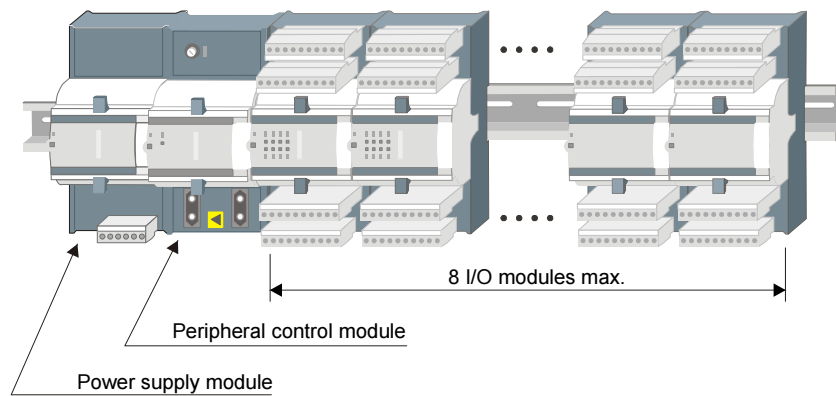 8 I/O modules max.
Peripheral control module
Power supply module